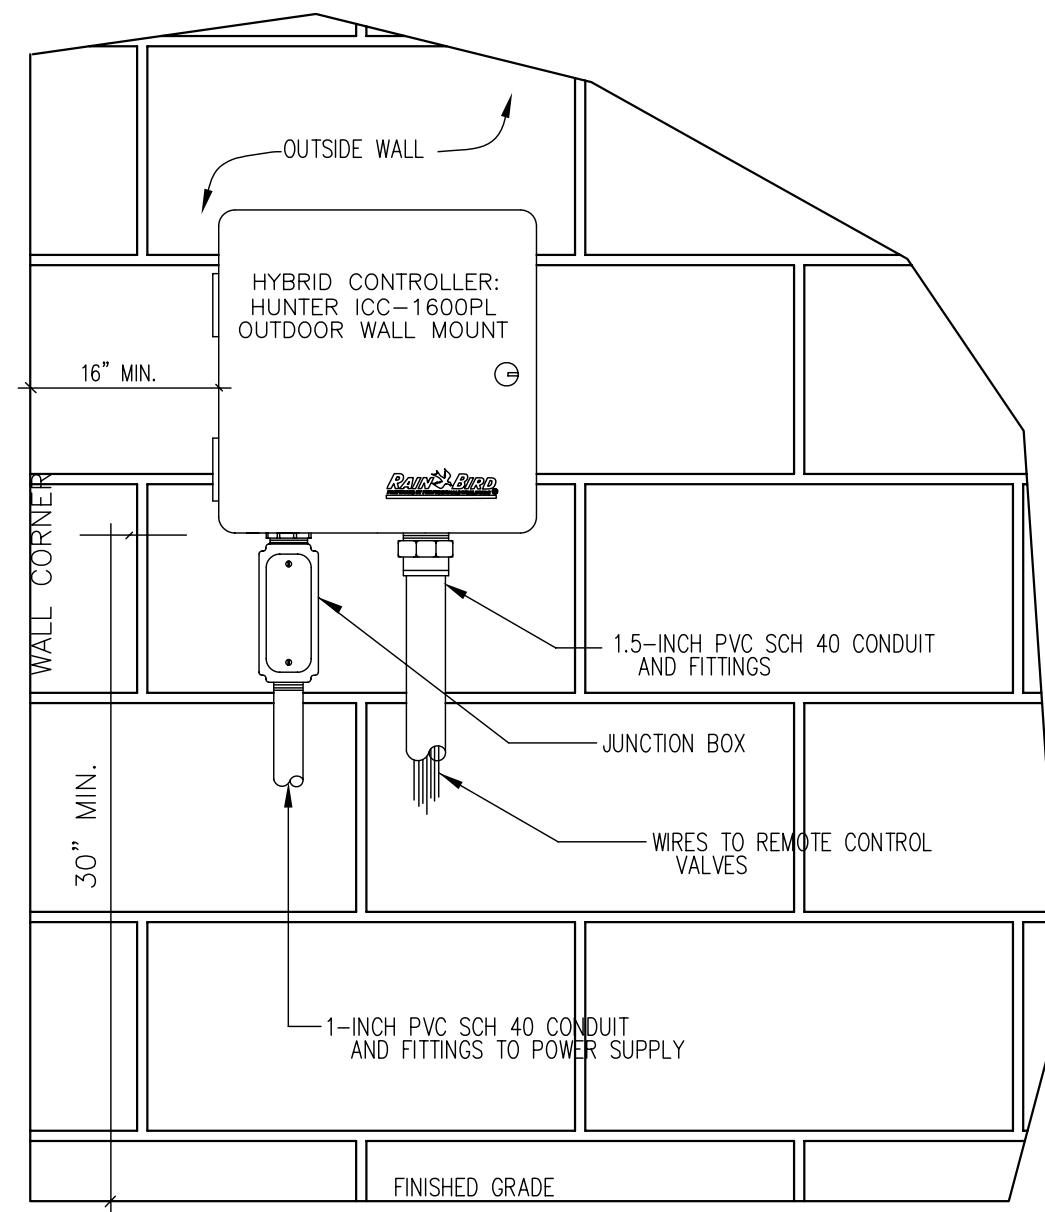 OUTSIDE WALL
HYBRID CONTROLLER:
HUNTER ICC-1600PL
OUTDOOR WALL MOUNT
16" MIN.
RAIN BIRD
WALL CORNER
1.5-INCH PVC SCH 40 CONDUIT
AND FITTINGS
JUNCTION BOX
30" MIN.
WIRES TO REMOTE CONTROL
VALVES
1-INCH PVC SCH 40 CONDUIT
AND FITTINGS TO POWER SUPPLY
FINISHED GRADE